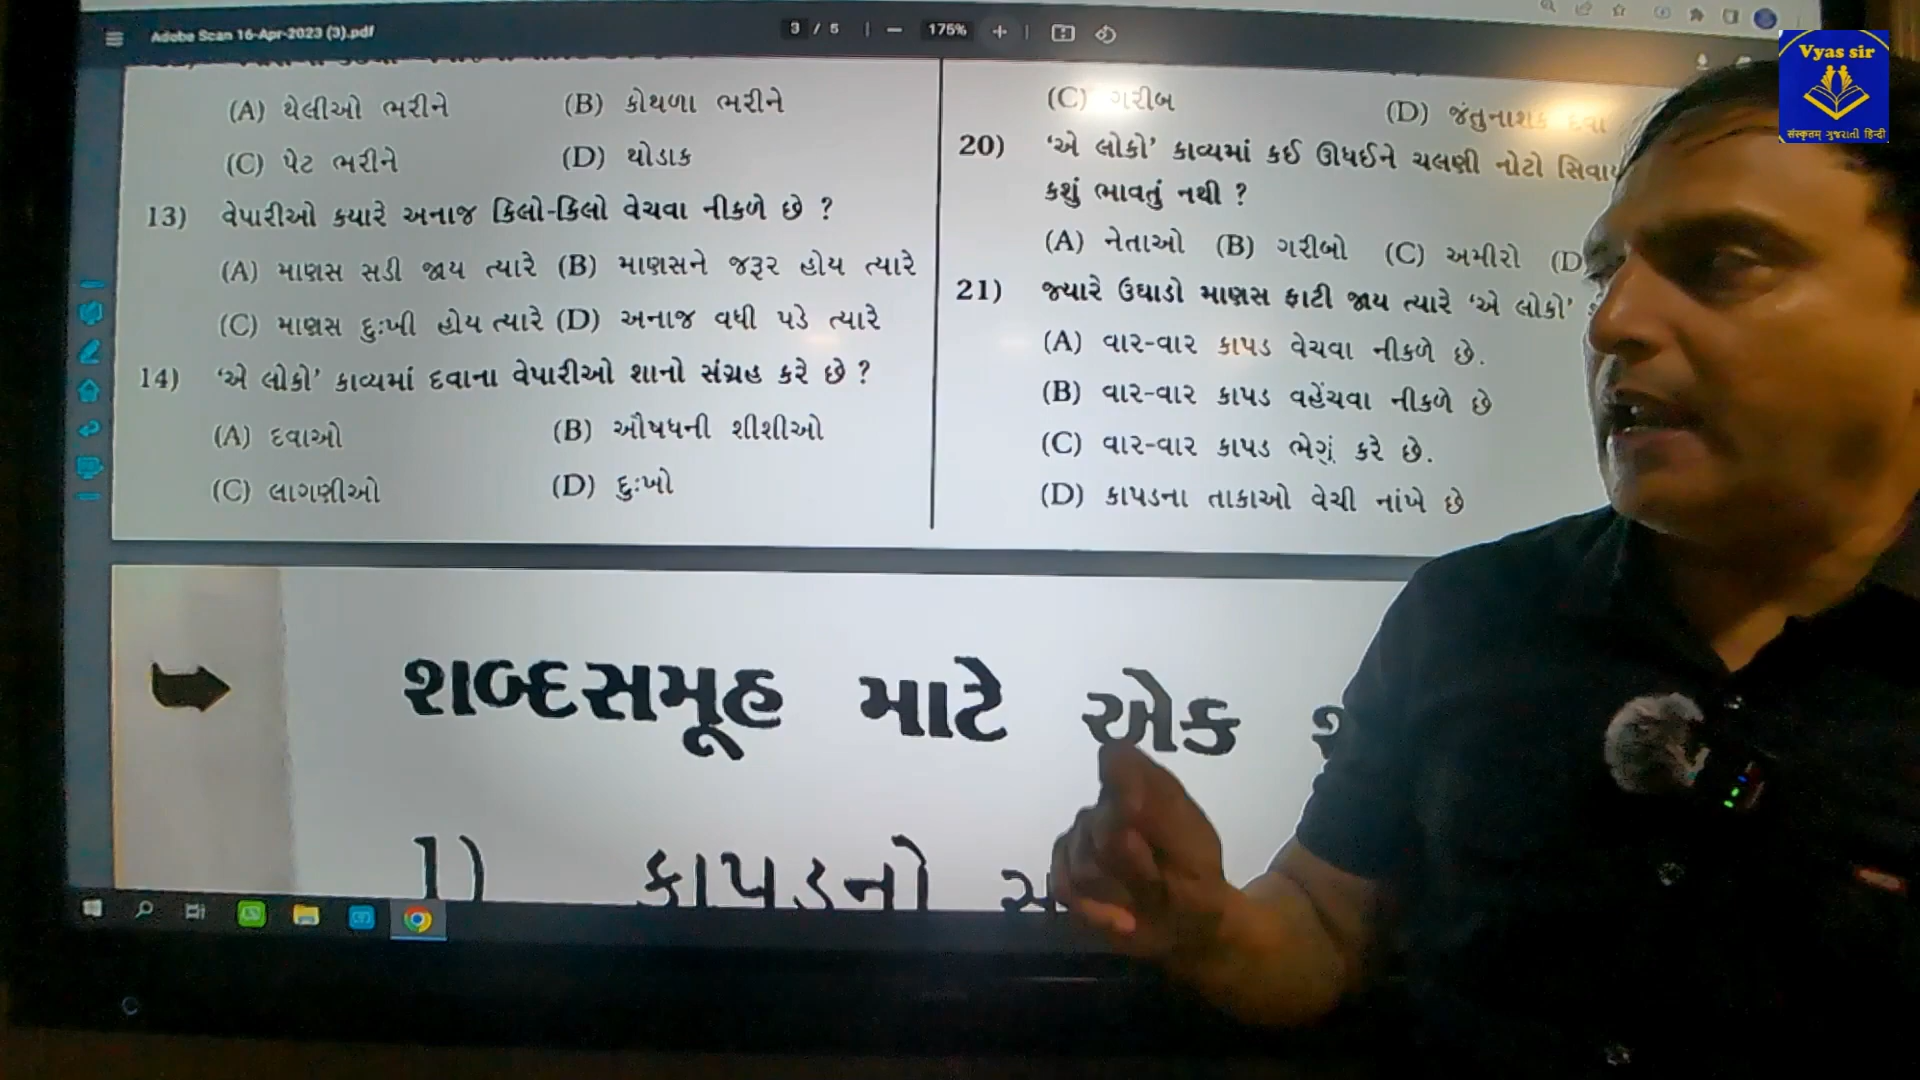 Adobe Scan 16-Apr-2023 (3).pdf
3 / 5
175%
Vyas sir
संस्कृतम् गुजराती हिन्दी
(A) થેલીઓ ભરીને (B) કોથળા ભરીને
(C) પેટ ભરીને (D) થોડાક
13) વેપારીઓ ક્યારે અનાજ કિલો-કિલો વેચવા નીકળે છે ?
(A) માણસ સડી જાય ત્યારે (B) માણસને જરૂર હોય ત્યારે
(C) માણસ દુઃખી હોય ત્યારે (D) અનાજ વધી પડે ત્યારે
14) ‘એ લોકો’ કાવ્યમાં દવાના વેપારીઓ શાનો સંગ્રહ કરે છે ?
(A) દવાઓ (B) ઔષધની શીશીઓ
(C) લાગણીઓ (D) દુઃખો
(C) ગરીબ (D) જંતુનાશક દવા
20) ‘એ લોકો’ કાવ્યમાં કઈ ઊધઈને ચલણી નોટો સિવાય
કશું ભાવતું નથી ?
(A) નેતાઓ (B) ગરીબો (C) અમીરો (D)
21) જ્યારે ઉઘાડો માણસ ફાટી જાય ત્યારે ‘એ લોકો’
(A) વાર-વાર કાપડ વેચવા નીકળે છે.
(B) વાર-વાર કાપડ વહેંચવા નીકળે છે
(C) વાર-વાર કાપડ ભેગું કરે છે.
(D) કાપડના તાકાઓ વેચી નાંખે છે
શબ્દસમૂહ માટે એક
1) કાપડનો